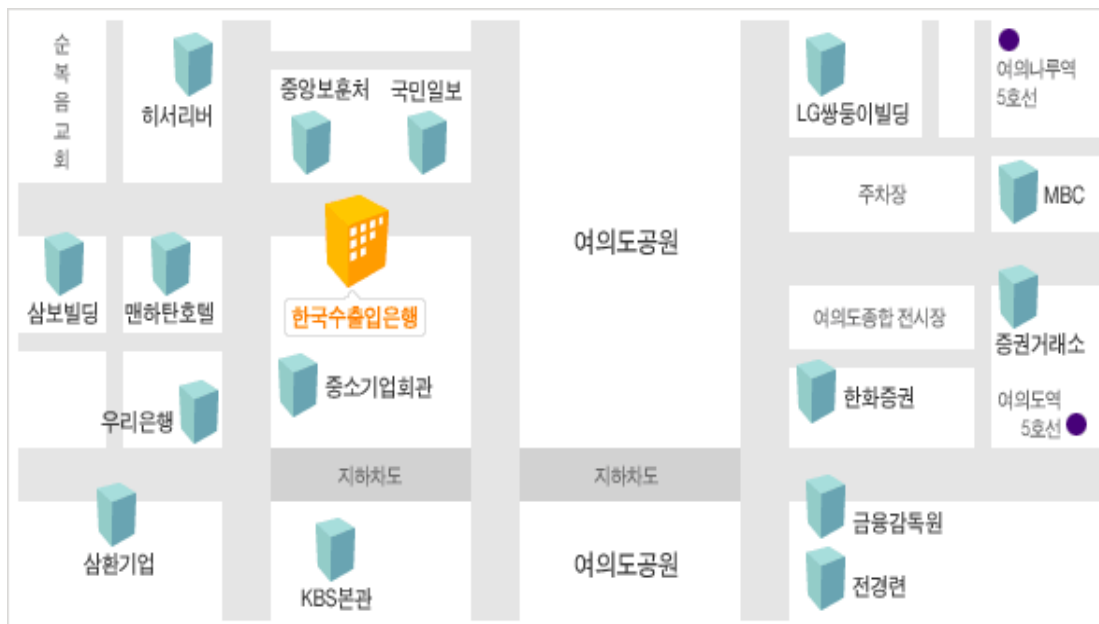 순복음교회
히서리버
중앙보훈처
국민일보
LG쌍둥이빌딩
여의나루역
5호선
주차장
MBC
여의도공원
삼보빌딩
맨하탄호텔
한국수출입은행
여의도종합 전시장
증권거래소
중소기업회관
한화증권
여의도역
5호선
우리은행
지하차도
지하차도
금융감독원
삼환기업
KBS본관
여의도공원
전경련